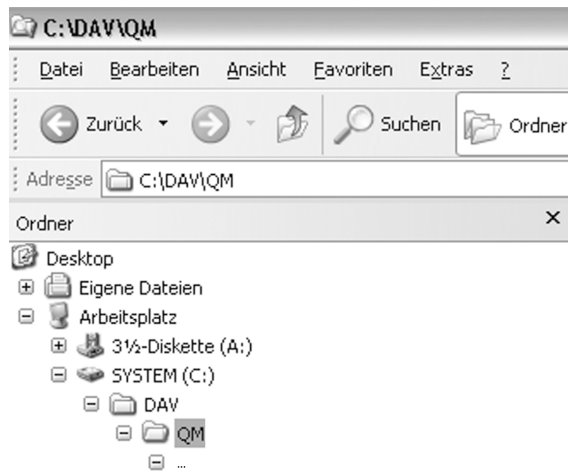 C:\DAV\QM
Datei Bearbeiten Ansicht Favoriten Extras ?
Zurück Suchen Ordner
Adresse C:\DAV\QM
Ordner
Desktop
Eigene Dateien
Arbeitsplatz
3½-Diskette (A:)
SYSTEM (C:)
DAV
QM
...